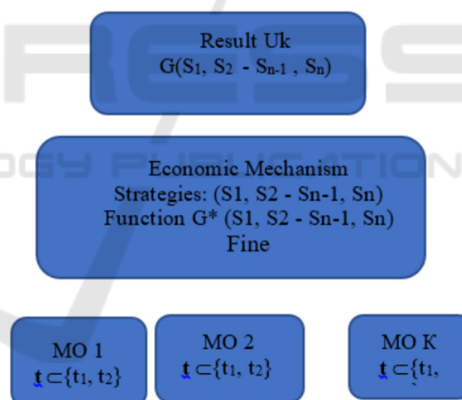 Result Uk
G(S1, S2 - Sn-1 , Sn)
Economic Mechanism
Strategies: (S1, S2 - Sn-1, Sn)
Function G* (S1, S2 - Sn-1, Sn)
Fine
MO 1
t ⊂{t1, t2}
MO 2
t ⊂{t1, t2}
MO K
t ⊂{t1,